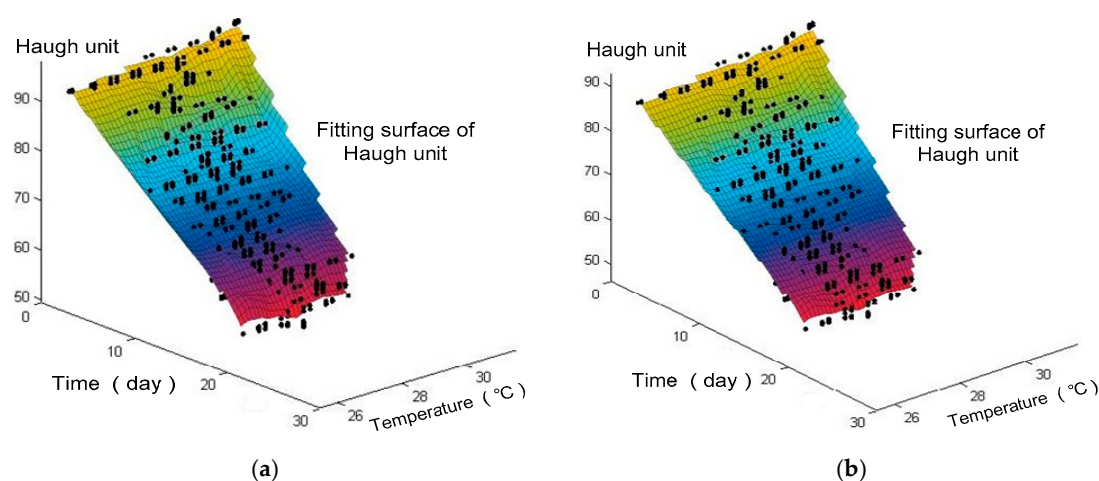 Haugh unit
90
80
70
60
50
0
10
20
30
Time ( day )
26
28
30
Temperature ( °C )
Fitting surface of
Haugh unit
(a)
Haugh unit
90
80
70
60
50
0
10
20
30
Time ( day )
26
28
30
Temperature ( °C )
Fitting surface of
Haugh unit
(b)